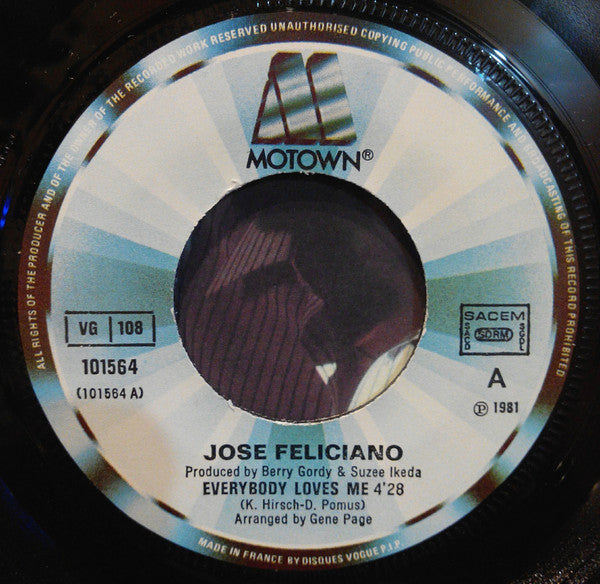 ALL RIGHTS OF THE PRODUCER AND OF THE OWNER OF THE RECORDED WORK RESERVED UNAUTHORISED COPYING PUBLIC PERFORMANCE AND BROADCASTING OF THIS RECORD PROHIBITED
MOTOWN®
VG 108
101564
(101564 A)
SACEM
SACD SDRM SGDL
A
℗ 1981
JOSE FELICIANO
Produced by Berry Gordy & Suzee Ikeda
EVERYBODY LOVES ME 4'28
(K. Hirsch-D. Pomus)
Arranged by Gene Page
MADE IN FRANCE BY DISQUES VOGUE P.I.P.